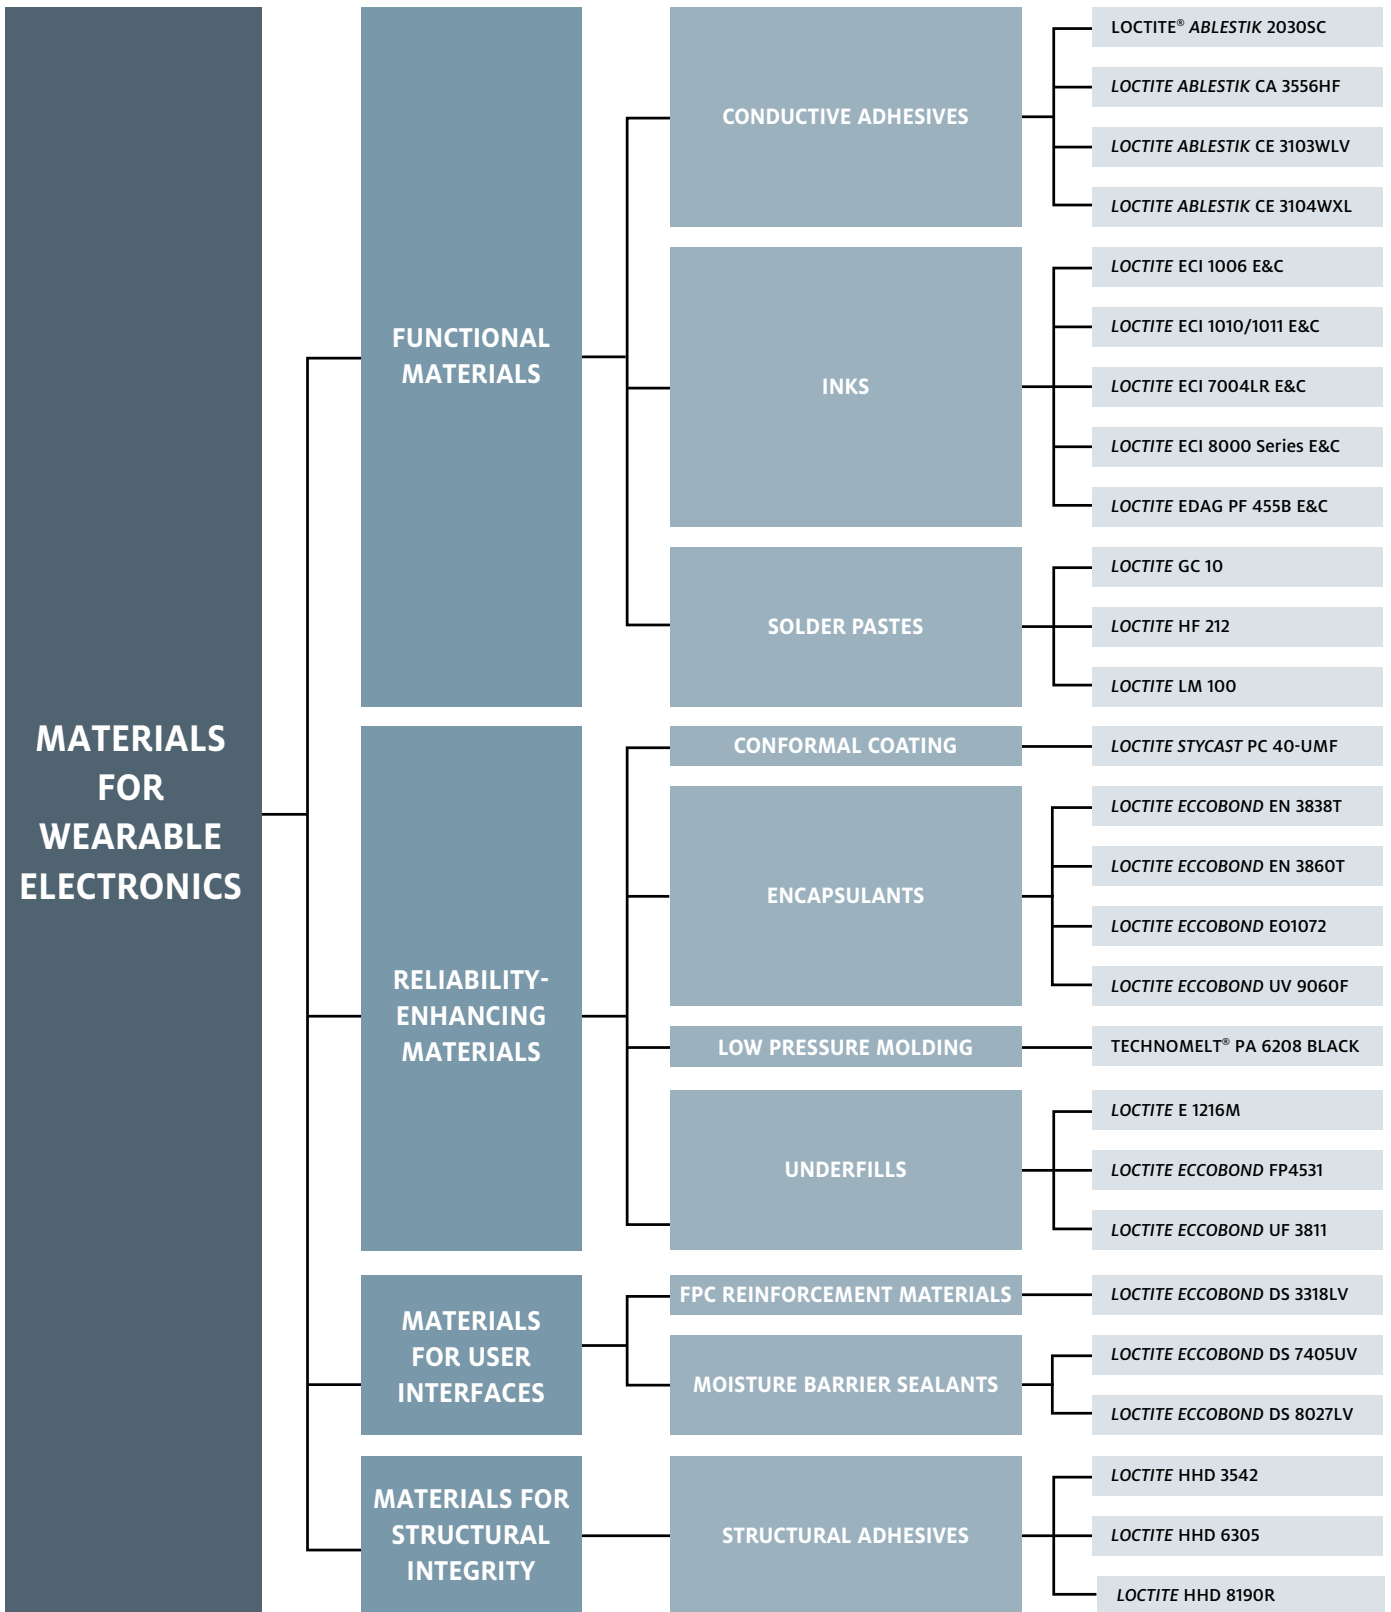 MATERIALS
FOR
WEARABLE
ELECTRONICS
FUNCTIONAL
MATERIALS
CONDUCTIVE ADHESIVES
LOCTITE® ABLESTIK 2030SC
LOCTITE ABLESTIK CA 3556HF
LOCTITE ABLESTIK CE 3103WLV
LOCTITE ABLESTIK CE 3104WXL
INKS
LOCTITE ECI 1006 E&C
LOCTITE ECI 1010/1011 E&C
LOCTITE ECI 7004LR E&C
LOCTITE ECI 8000 Series E&C
LOCTITE EDAG PF 455B E&C
SOLDER PASTES
LOCTITE GC 10
LOCTITE HF 212
LOCTITE LM 100
RELIABILITY-
ENHANCING
MATERIALS
CONFORMAL COATING
LOCTITE STYCAST PC 40-UMF
ENCAPSULANTS
LOCTITE ECCOBOND EN 3838T
LOCTITE ECCOBOND EN 3860T
LOCTITE ECCOBOND EO1072
LOCTITE ECCOBOND UV 9060F
LOW PRESSURE MOLDING
TECHNOMELT® PA 6208 BLACK
UNDERFILLS
LOCTITE E 1216M
LOCTITE ECCOBOND FP4531
LOCTITE ECCOBOND UF 3811
MATERIALS
FOR USER
INTERFACES
FPC REINFORCEMENT MATERIALS
LOCTITE ECCOBOND DS 3318LV
MOISTURE BARRIER SEALANTS
LOCTITE ECCOBOND DS 7405UV
LOCTITE ECCOBOND DS 8027LV
MATERIALS FOR
STRUCTURAL
INTEGRITY
STRUCTURAL ADHESIVES
LOCTITE HHD 3542
LOCTITE HHD 6305
LOCTITE HHD 8190R